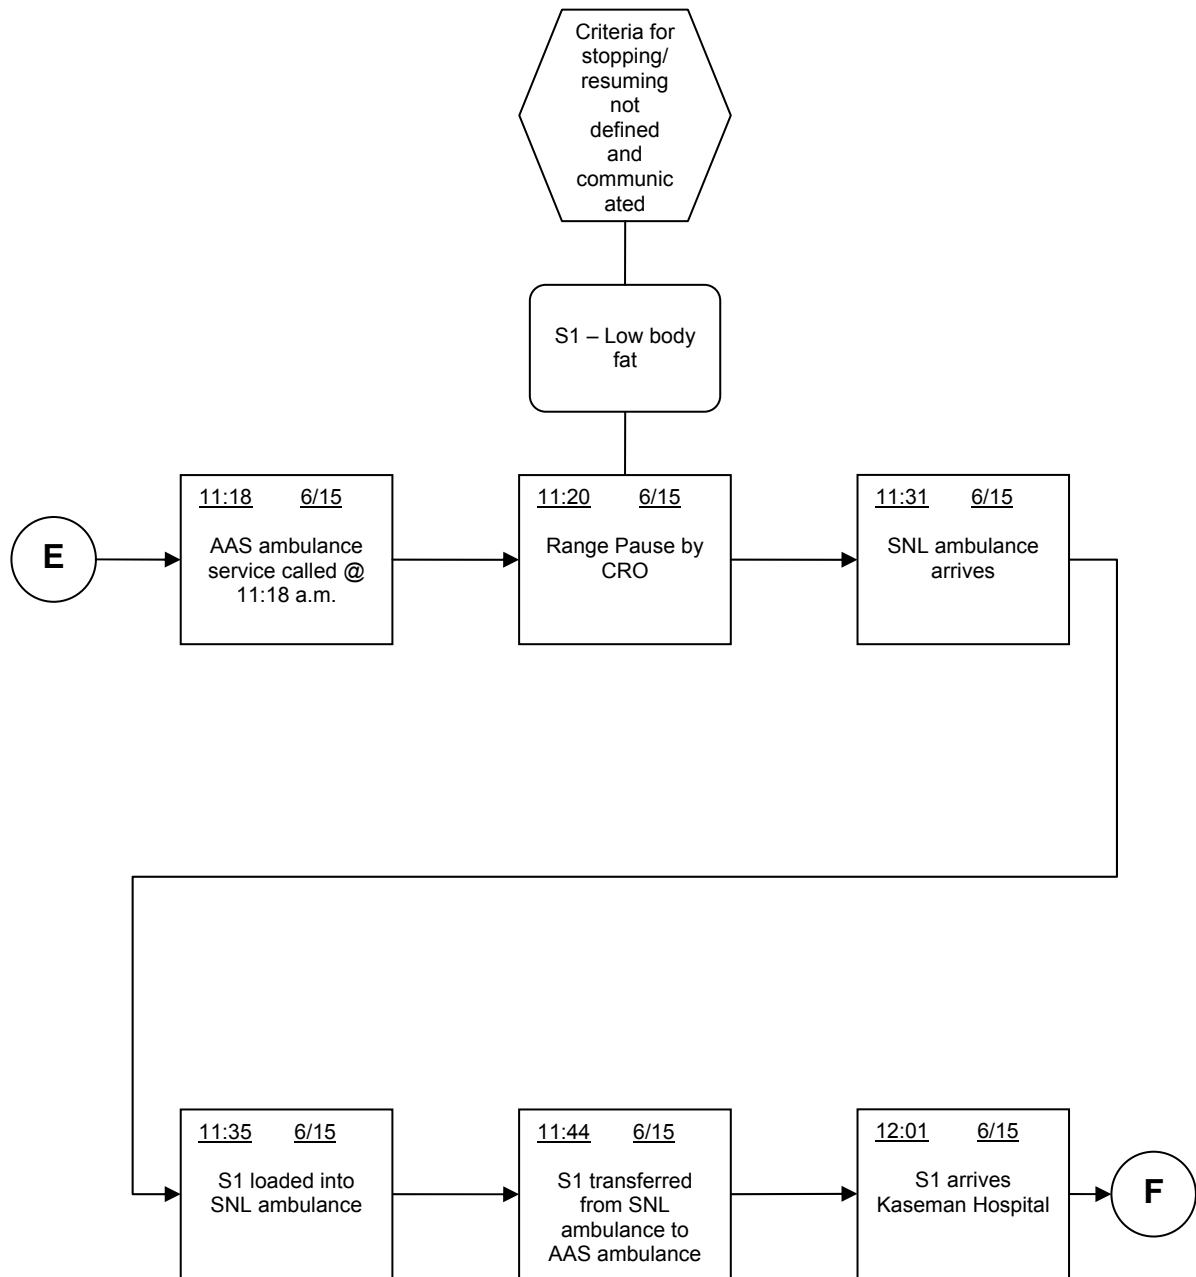 Criteria for
stopping/
resuming
not
defined
and
communic
ated
S1 – Low body
fat
E
11:18 6/15
AAS ambulance
service called @
11:18 a.m.
11:20 6/15
Range Pause by
CRO
11:31 6/15
SNL ambulance
arrives
11:35 6/15
S1 loaded into
SNL ambulance
11:44 6/15
S1 transferred
from SNL
ambulance to
AAS ambulance
12:01 6/15
S1 arrives
Kaseman Hospital
F